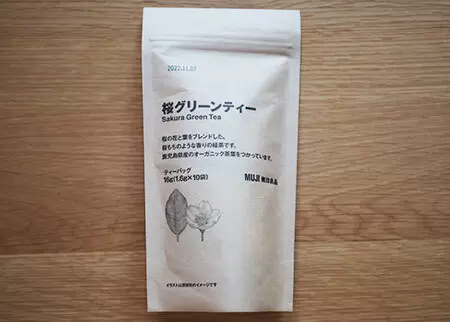 2022.11.07
桜グリーンティー
Sakura Green Tea
桜の花と葉をブレンドした、
桜もちのような香りの緑茶です。
鹿児島県産のオーガニック茶葉をつかっています。
ティーバッグ
16g(1.6g×10袋)
MUJI 無印良品
イラストは原材料のイメージです